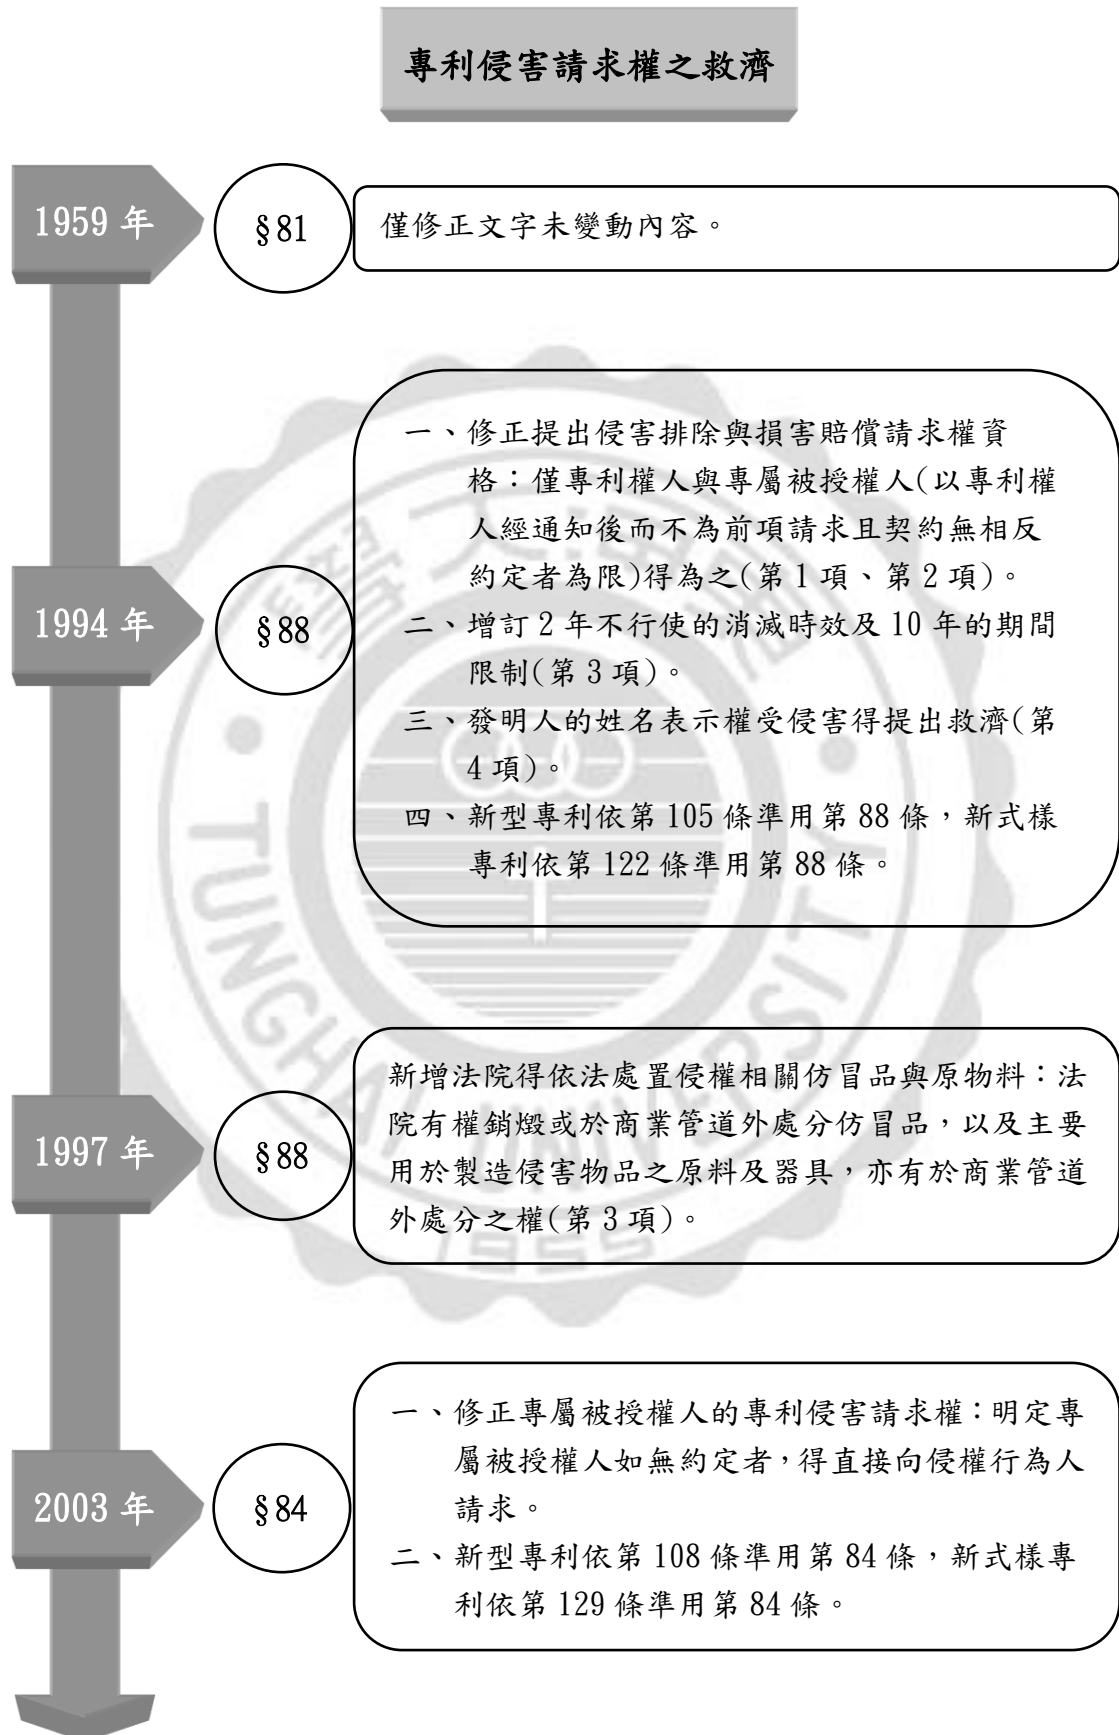 專利侵害請求權之救濟
1959 年
§81
僅修正文字未變動內容。
1994 年
§88
一、修正提出侵害排除與損害賠償請求權資
格：僅專利權人與專屬被授權人(以專利權
人經通知後而不為前項請求且契約無相反
約定者為限)得為之(第 1 項、第 2 項)。
二、增訂 2 年不行使的消滅時效及 10 年的期間
限制(第 3 項)。
三、發明人的姓名表示權受侵害得提出救濟(第
4 項)。
四、新型專利依第 105 條準用第 88 條，新式樣
專利依第 122 條準用第 88 條。
1997 年
§88
新增法院得依法處置侵權相關仿冒品與原物料：法
院有權銷燬或於商業管道外處分仿冒品，以及主要
用於製造侵害物品之原料及器具，亦有於商業管道
外處分之權(第 3 項)。
2003 年
§84
一、修正專屬被授權人的專利侵害請求權：明定專
屬被授權人如無約定者，得直接向侵權行為人
請求。
二、新型專利依第 108 條準用第 84 條，新式樣專
利依第 129 條準用第 84 條。
TUNGHAI UNIVERSITY
1955